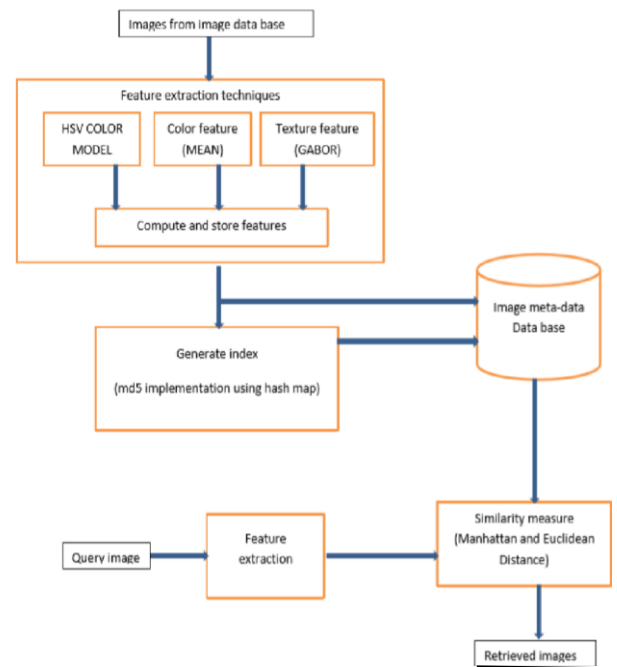 Images from image data base
Feature extraction techniques
HSV COLOR
MODEL
Color feature
(MEAN)
Texture feature
(GABOR)
Compute and store features
Image meta-data
Data base
Generate index
(md5 implementation using hash map)
Similarity measure
(Manhattan and Euclidean
Distance)
Feature
extraction
Query image
Retrieved images